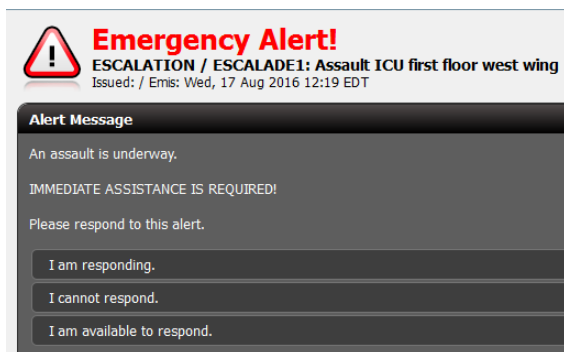 Emergency Alert!
ESCALATION / ESCALADE1: Assault ICU first floor west wing
Issued: / Emis: Wed, 17 Aug 2016 12:19 EDT
Alert Message
An assault is underway.
IMMEDIATE ASSISTANCE IS REQUIRED!
Please respond to this alert.
I am responding.
I cannot respond.
I am available to respond.